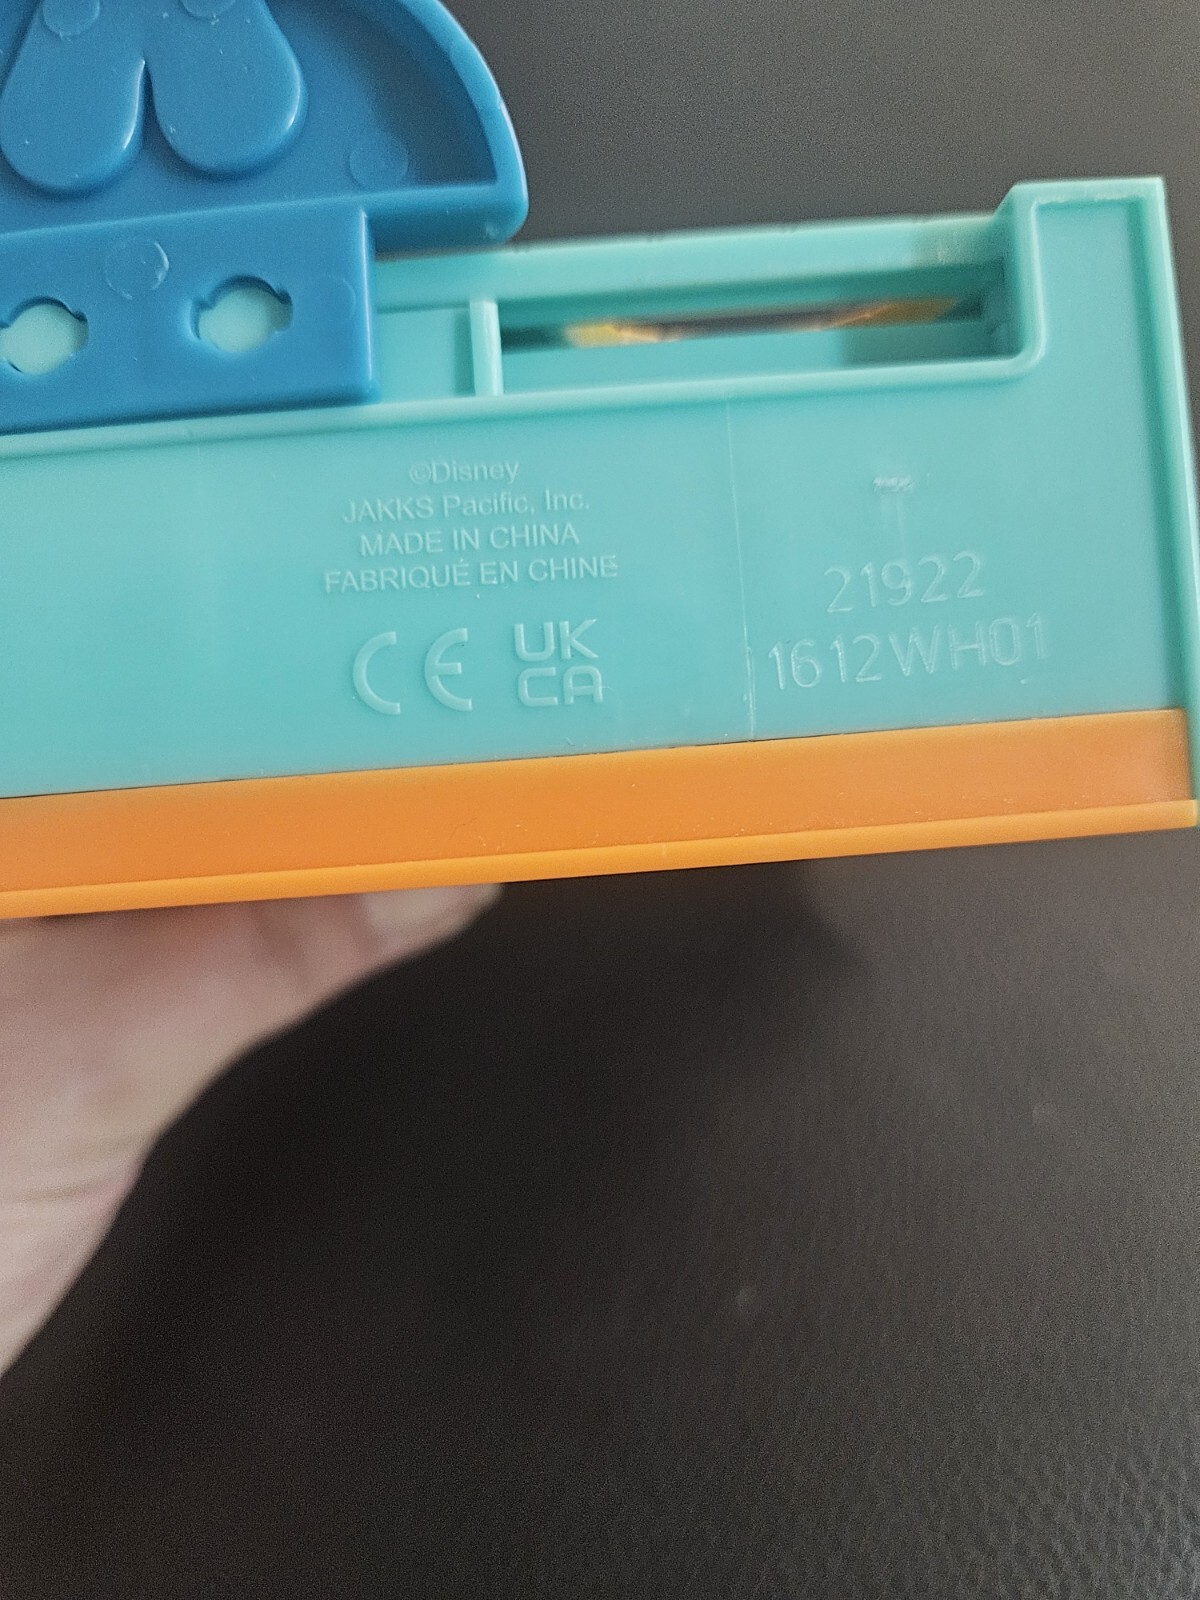 ©Disney
JAKKS Pacific, Inc.
MADE IN CHINA
FABRIQUÉ EN CHINE
CE
UK
CA
21922
1612WH01